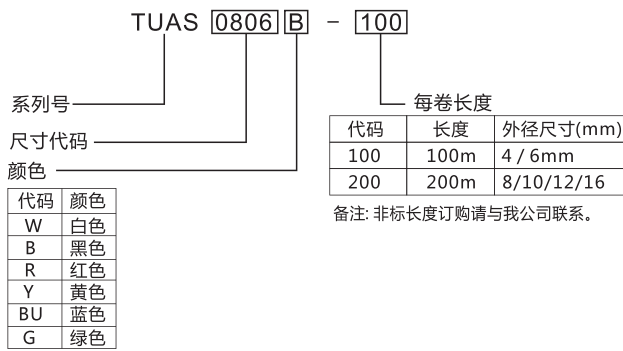 TUAS 0806 B - 100
系列号
尺寸代码
颜色
代码 颜色
W 白色
B 黑色
R 红色
Y 黄色
BU 蓝色
G 绿色
每卷长度
代码 长度 外径尺寸(mm)
100 100m 4 / 6mm
200 200m 8/10/12/16
备注: 非标长度订购请与我公司联系。